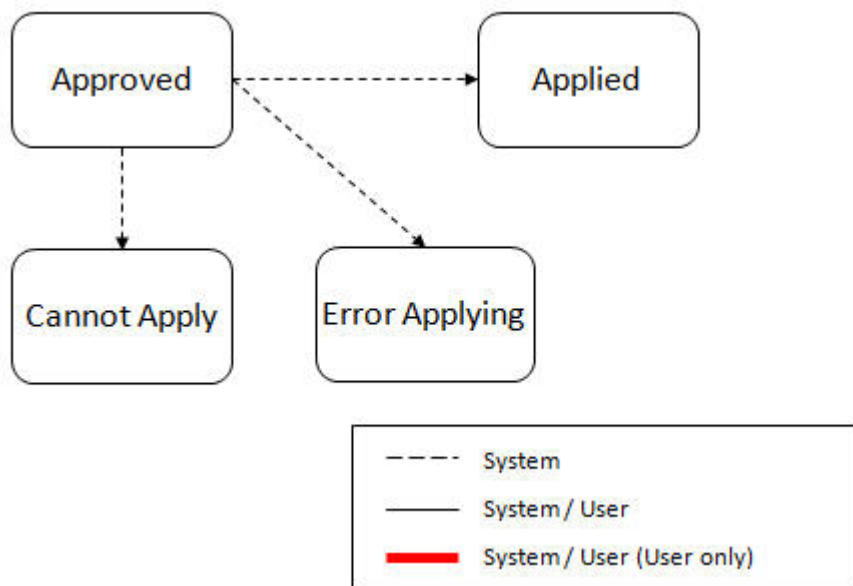 Approved
Applied
Cannot Apply
Error Applying
System
System / User
System / User (User only)